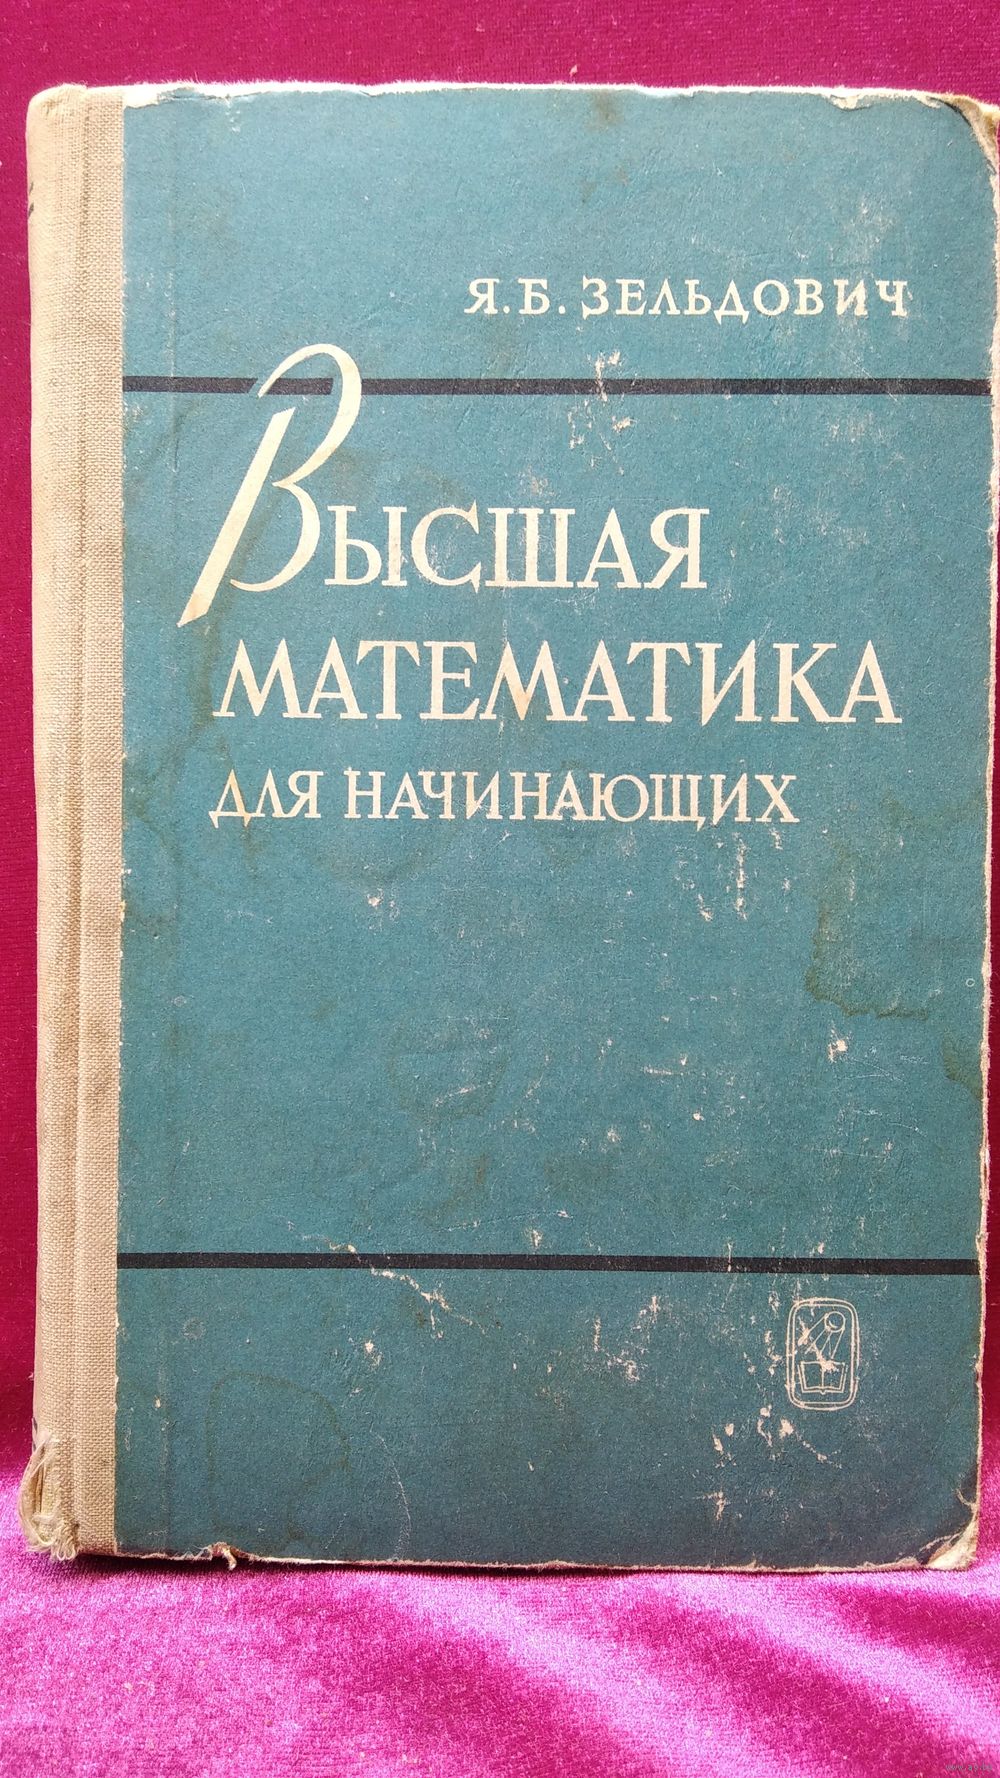 Я.Б. ЗЕЛЬДОВИЧ
ВЫСШАЯ
МАТЕМАТИКА
ДЛЯ НАЧИНАЮЩИХ